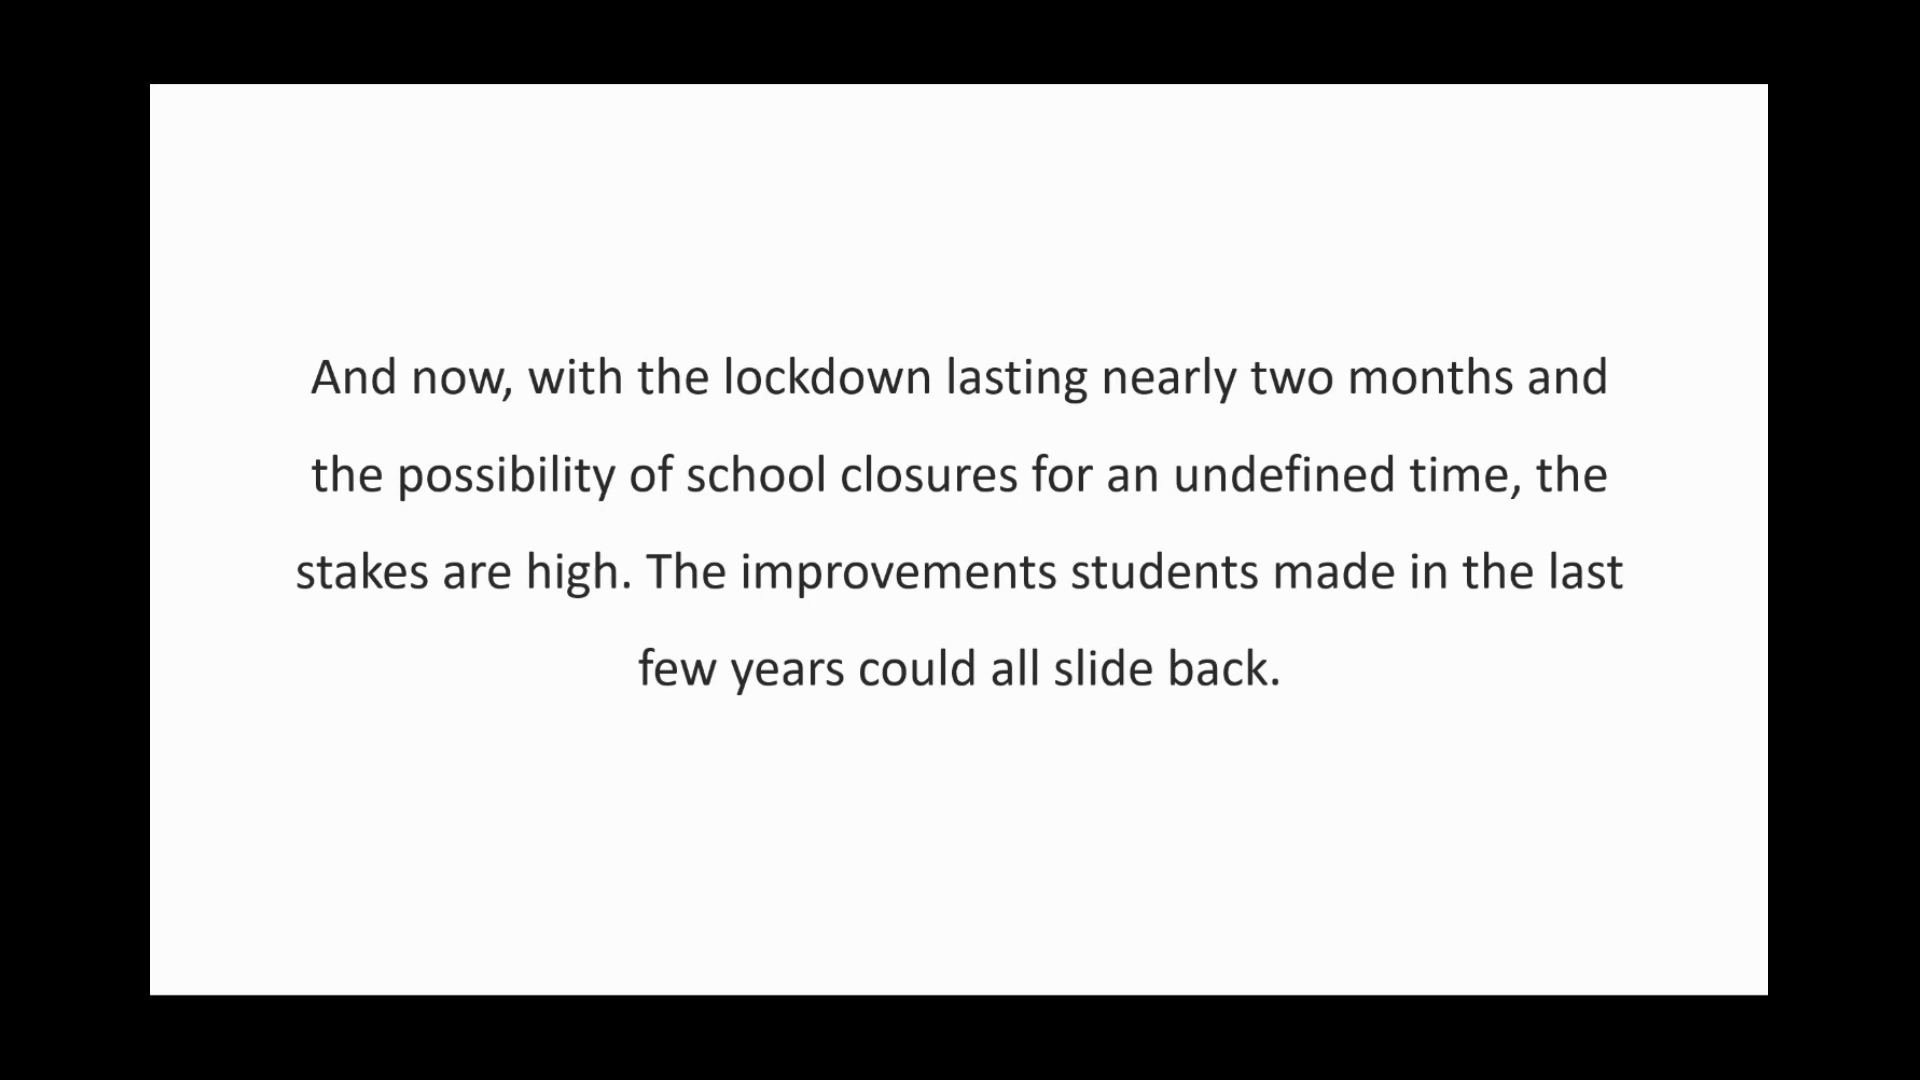 And now, with the lockdown lasting nearly two months and
the possibility of school closures for an undefined time, the
stakes are high. The improvements students made in the last
few years could all slide back.